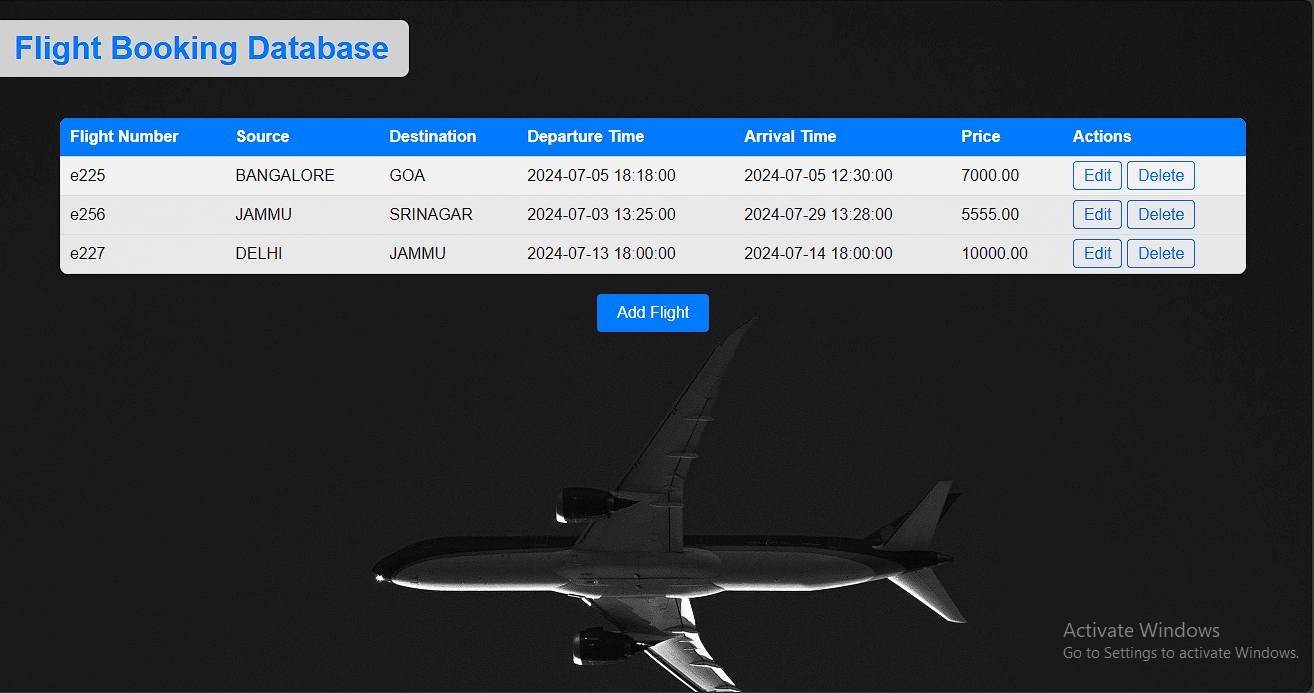 Flight Booking Database
Flight Number Source Destination Departure Time Arrival Time Price Actions
e225 BANGALORE GOA 2024-07-05 18:18:00 2024-07-05 12:30:00 7000.00 Edit Delete
e256 JAMMU SRINAGAR 2024-07-03 13:25:00 2024-07-29 13:28:00 5555.00 Edit Delete
e227 DELHI JAMMU 2024-07-13 18:00:00 2024-07-14 18:00:00 10000.00 Edit Delete
Add Flight
Activate Windows
Go to Settings to activate Windows.